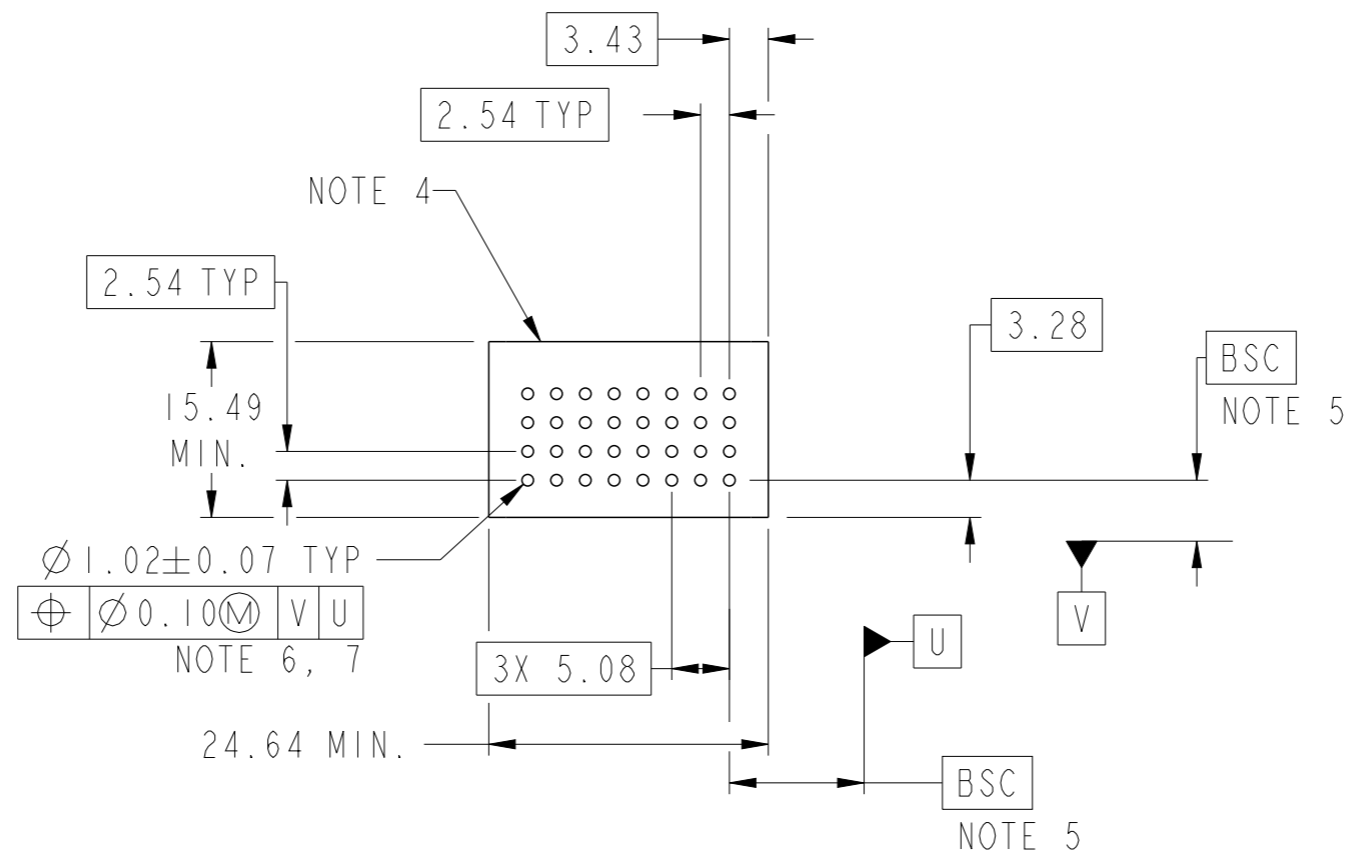 3.43
2.54 TYP
NOTE 4
2.54 TYP
3.28
BSC
NOTE 5
15.49
MIN.
Ø1.02±0.07 TYP
⌖ Ø0.10Ⓜ V U
NOTE 6, 7
V
U
3X 5.08
24.64 MIN.
BSC
NOTE 5